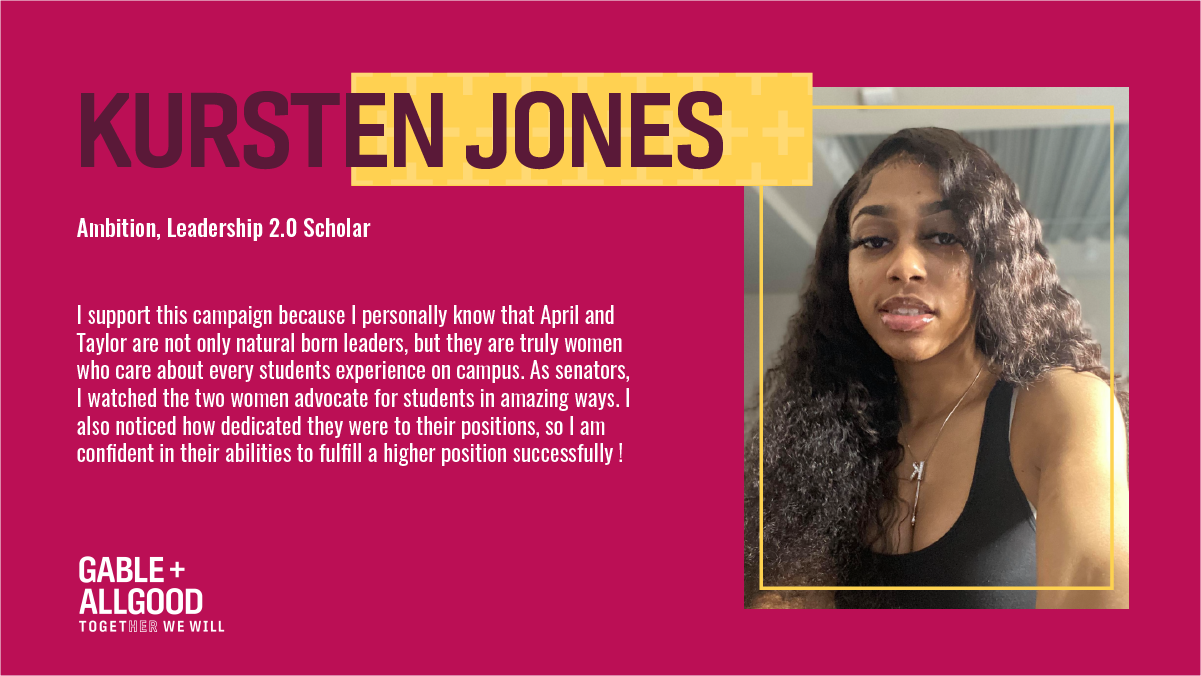 KURSTEN JONES
Ambition, Leadership 2.0 Scholar
I support this campaign because I personally know that April and
Taylor are not only natural born leaders, but they are truly women
who care about every students experience on campus. As senators,
I watched the two women advocate for students in amazing ways. I
also noticed how dedicated they were to their positions, so I am
confident in their abilities to fulfill a higher position successfully !
K
GABLE +
ALLGOOD
TOGETHER WE WILL